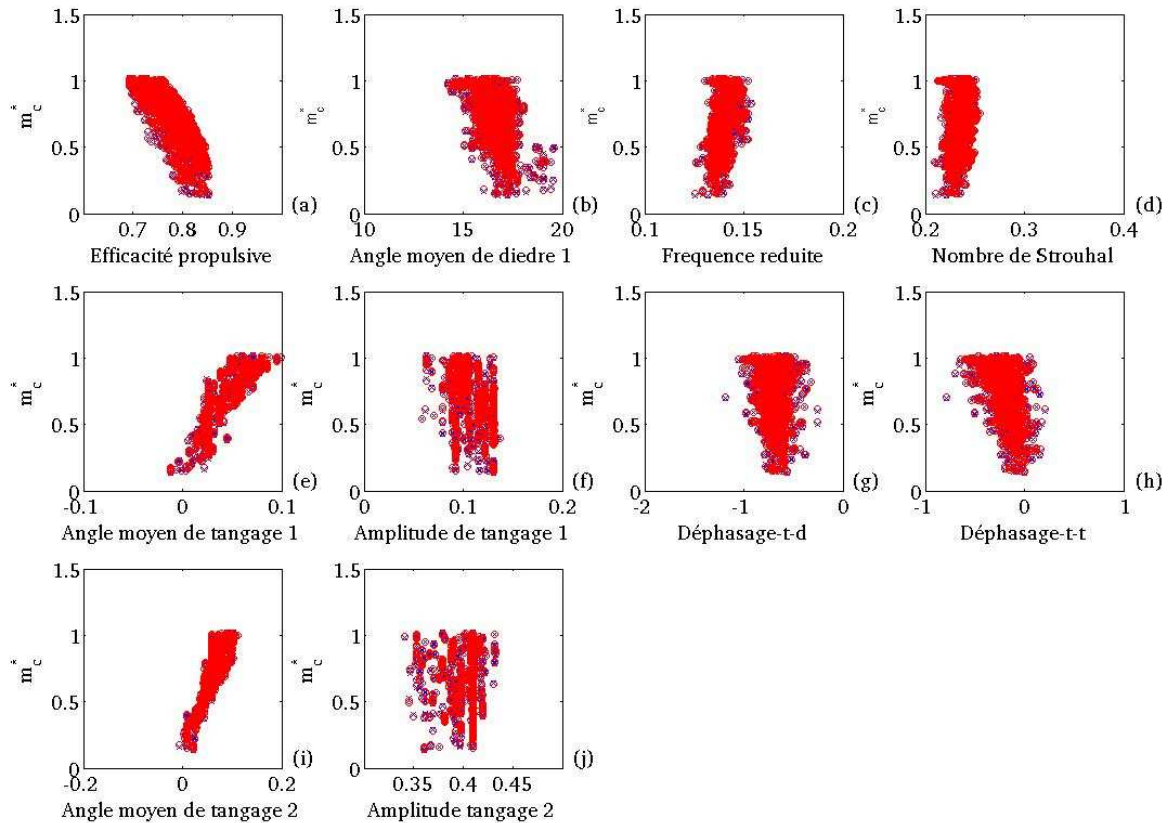 1.5
1
0.5
0
m*c
0.7 0.8 0.9
(a)
Efficacité propulsive
1.5
1
0.5
0
m*c
10 15 20
(b)
Angle moyen de diedre 1
1.5
1
0.5
0
m*c
0.1 0.15 0.2
(c)
Frequence reduite
1.5
1
0.5
0
m*c
0.2 0.3 0.4
(d)
Nombre de Strouhal
1.5
1
0.5
0
m*c
-0.1 0 0.1
(e)
Angle moyen de tangage 1
1.5
1
0.5
0
m*c
0 0.1 0.2
(f)
Amplitude de tangage 1
1.5
1
0.5
0
m*c
-2 -1 0
(g)
Déphasage-t-d
1.5
1
0.5
0
m*c
-1 0 1
(h)
Déphasage-t-t
1.5
1
0.5
0
m*c
-0.2 0 0.2
(i)
Angle moyen de tangage 2
1.5
1
0.5
0
m*c
0.35 0.4 0.45
(j)
Amplitude tangage 2